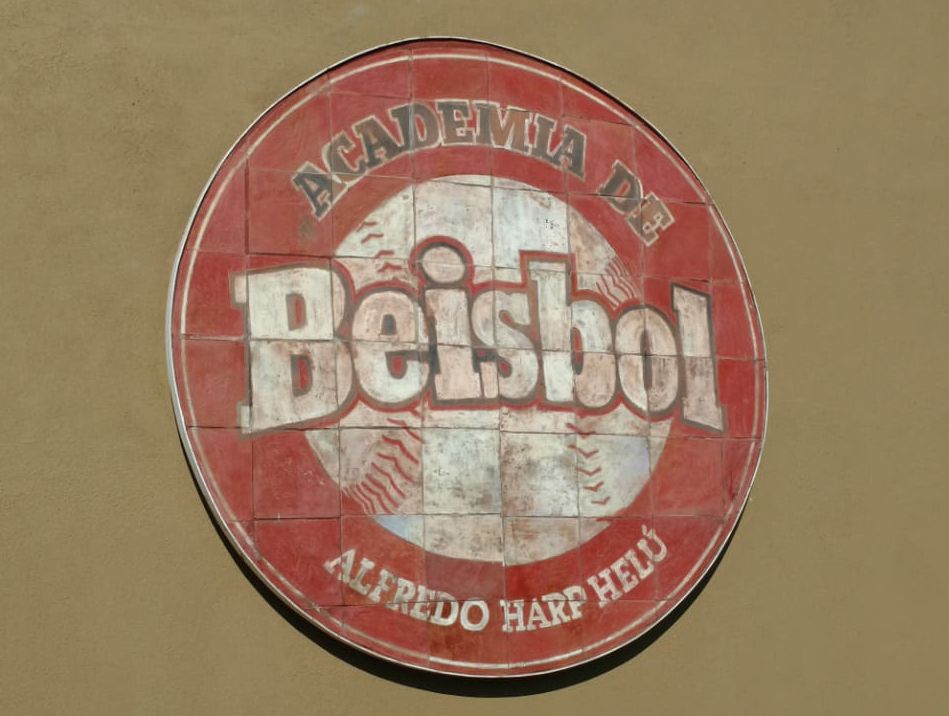 ACADEMIA DE
Beisbol
ALFREDO HARP HELÚ